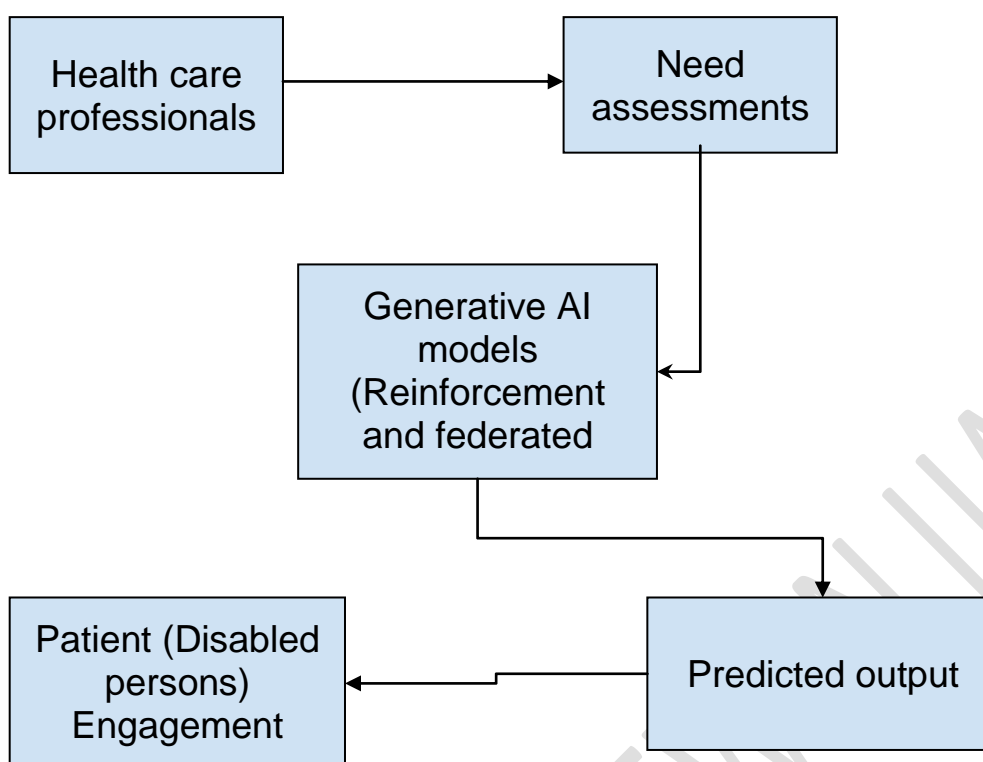 Health care
professionals
Need
assessments
Generative AI
models
(Reinforcement
and federated
Predicted output
Patient (Disabled
persons)
Engagement